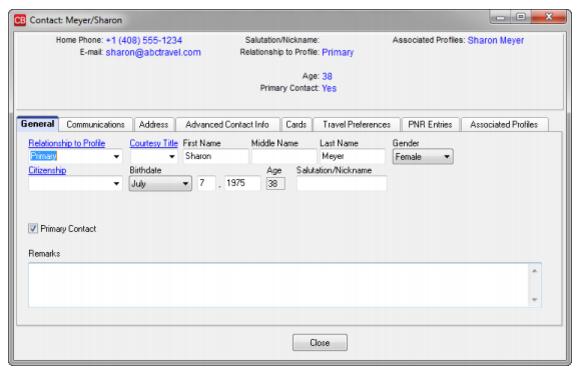 CB Contact: Meyer/Sharon
Home Phone: +1 (408) 555-1234 Salutation/Nickname: Associated Profiles: Sharon Meyer
E-mail: sharon@abctravel.com Relationship to Profile: Primary
Age: 38
Primary Contact: Yes
General Communications Address Advanced Contact Info Cards Travel Preferences PNR Entries Associated Profiles
Relationship to Profile Courtesy Title First Name Middle Name Last Name Gender
Primary Sharon Meyer Female
Citizenship Birthdate Age Salutation/Nickname
July 7 , 1975 38
Primary Contact
Remarks
Close